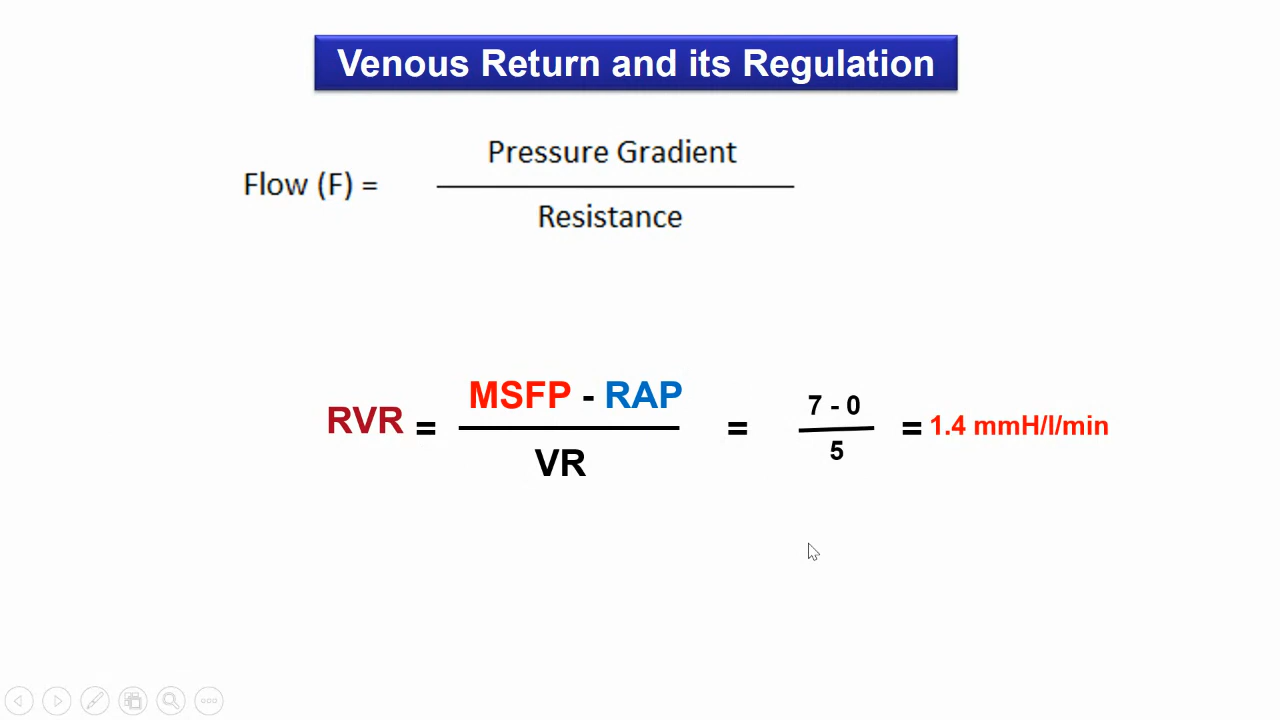 Venous Return and its Regulation
Pressure Gradient
Flow (F) =
Resistance
MSFP - RAP
RVR =
VR
=
7 - 0
5
= 1.4 mmH/l/min